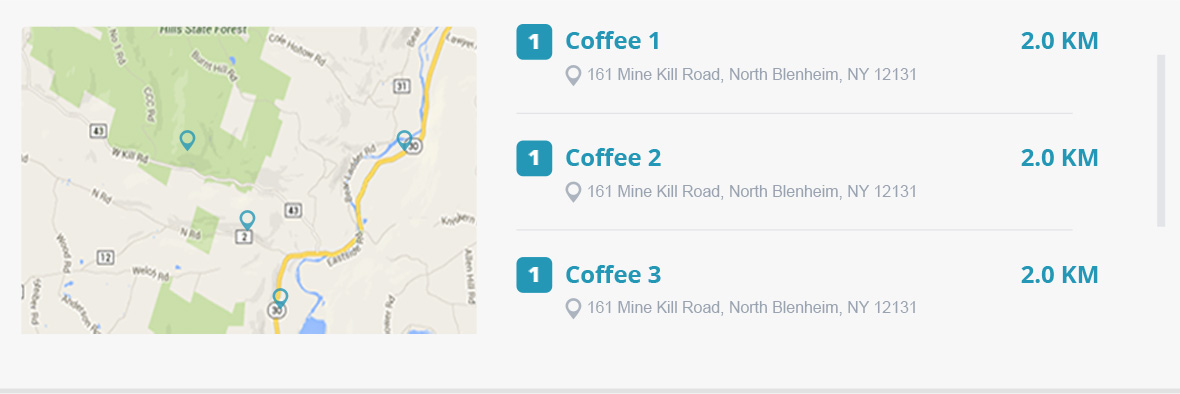 Hills State Forest
No 1 Rd
Burnt Hill Rd
Cole Hollow Rd
Bear
Lawyer
31
CCC Rd
43
W Kill Rd
30
Bear Ladder Rd
N Rd
43
N Rd
2
12
Welch Rd
Wood Rd
Eastside Rd
Allen Hill Rd
Anderson Rd
30
1 Coffee 1 2.0 KM
161 Mine Kill Road, North Blenheim, NY 12131
1 Coffee 2 2.0 KM
161 Mine Kill Road, North Blenheim, NY 12131
1 Coffee 3 2.0 KM
161 Mine Kill Road, North Blenheim, NY 12131